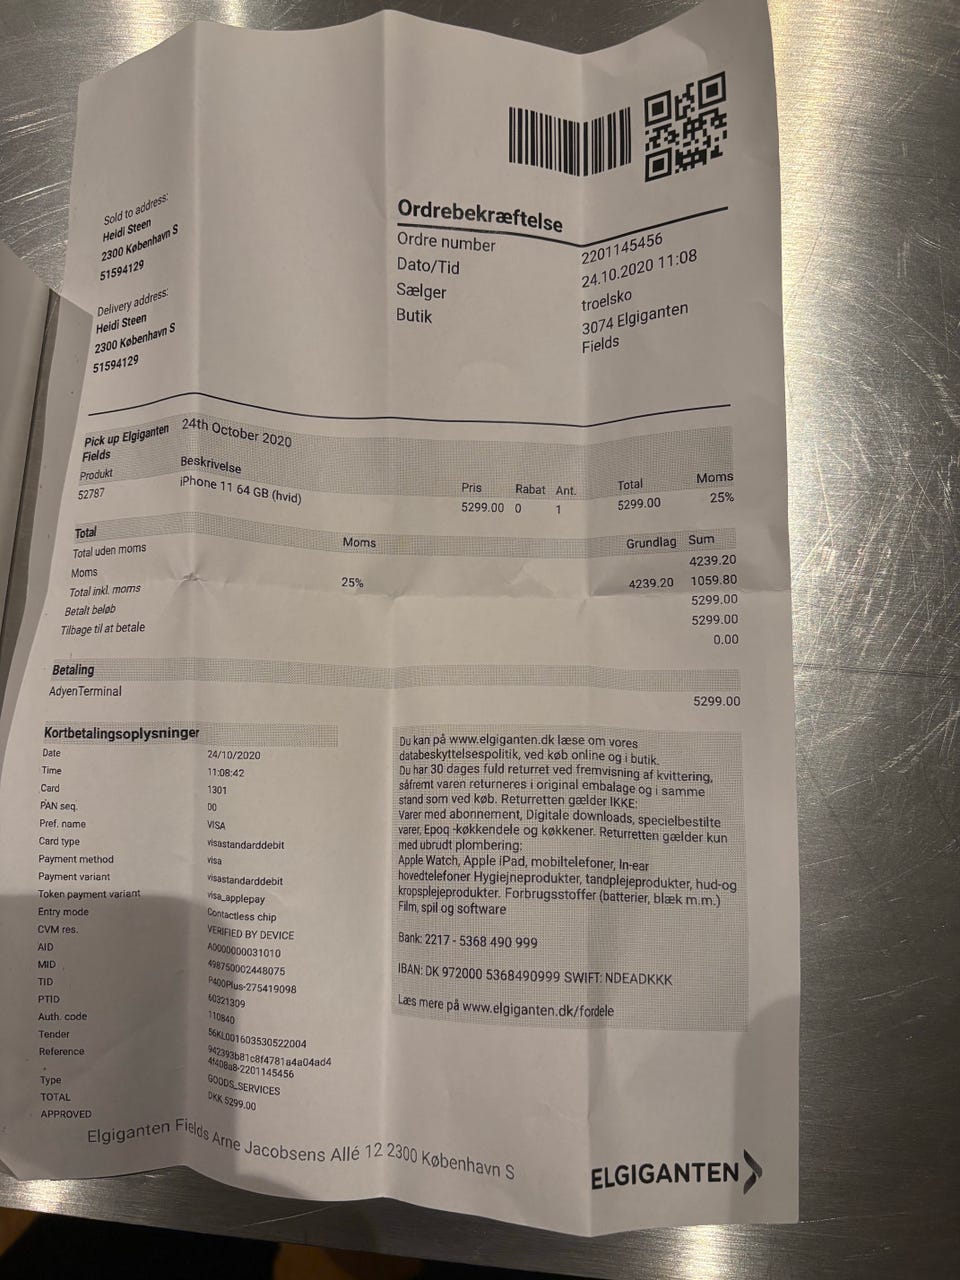 Sold to address:
Heidi Steen
2300 København S
51594129
Delivery address:
Heidi Steen
2300 København S
51594129
Ordrebekræftelse
Ordre number 2201145456
Dato/Tid 24.10.2020 11:08
Sælger troelsko
Butik 3074 Elgiganten
Fields
Pick up Elgiganten 24th October 2020
Fields
Produkt Beskrivelse Pris Rabat Ant. Total Moms
52787 iPhone 11 64 GB (hvid) 5299.00 0 1 5299.00 25%
Total Moms Grundlag Sum
Total uden moms 4239.20
Moms 25% 4239.20 1059.80
Total inkl. moms 5299.00
Betalt beløb 5299.00
Tilbage til at betale 0.00
Betaling
AdyenTerminal 5299.00
Kortbetalingsoplysninger
Date 24/10/2020
Time 11:08:42
Card 1301
PAN seq. 00
Pref. name VISA
Card type visastandarddebit
Payment method visa
Payment variant visastandarddebit
Token payment variant visa_applepay
Entry mode Contactless chip
CVM res. VERIFIED BY DEVICE
AID A0000000031010
MID 498750002448075
TID P400Plus-275419098
PTID 60321309
Auth. code 110840
Tender 56KL001603530522004
Reference 942393b81c8f4781a4a04ad4
4f408a8-2201145456
Type GOODS_SERVICES
TOTAL DKK 5299.00
APPROVED
Du kan på www.elgiganten.dk læse om vores
databeskyttelsespolitik, ved køb online og i butik.
Du har 30 dages fuld returret ved fremvisning af kvittering,
såfremt varen returneres i original embalage og i samme
stand som ved køb. Returretten gælder IKKE:
Varer med abonnement, Digitale downloads, specielbestilte
varer, Epoq -køkkendele og køkkener. Returretten gælder kun
med ubrudt plombering:
Apple Watch, Apple iPad, mobiltelefoner, In-ear
hovedtelefoner Hygiejneprodukter, tandplejeprodukter, hud-og
kropsplejeprodukter. Forbrugsstoffer (batterier, blæk m.m.)
Film, spil og software
Bank: 2217 - 5368 490 999
IBAN: DK 972000 5368490999 SWIFT: NDEADKKK
Læs mere på www.elgiganten.dk/fordele
Elgiganten Fields Arne Jacobsens Allé 12 2300 København S
ELGIGANTEN